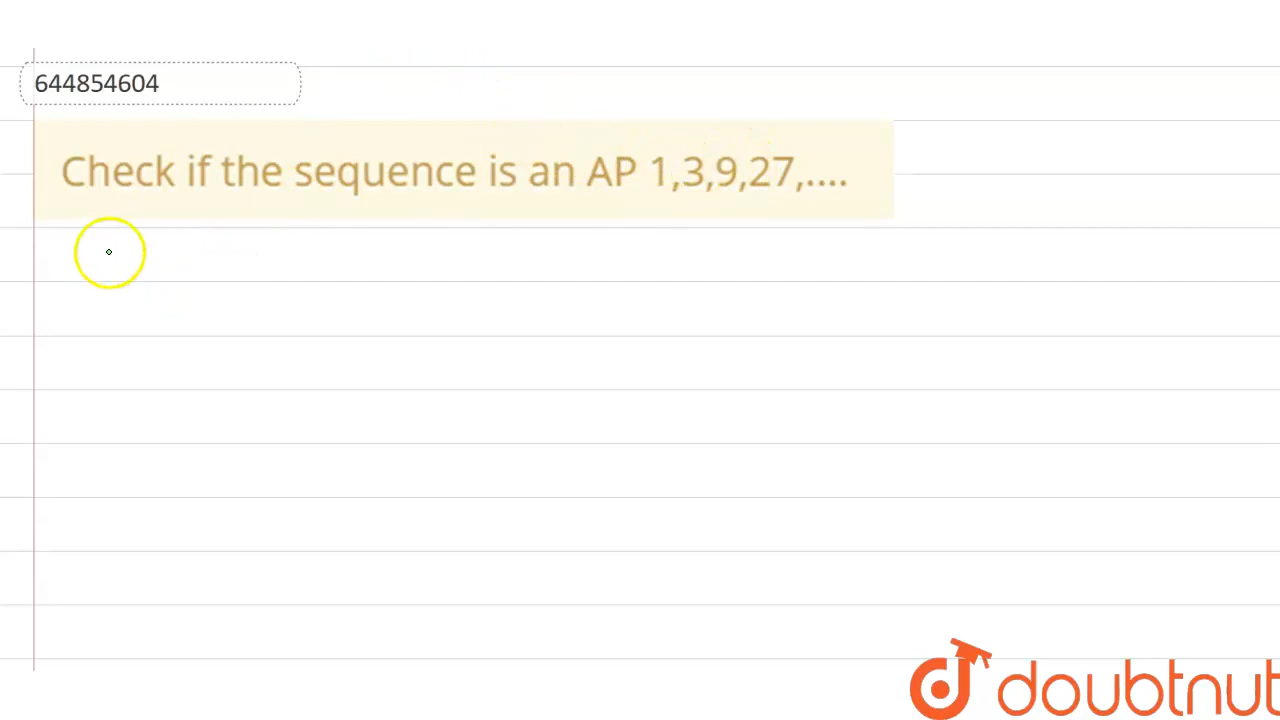 644854604
Check if the sequence is an AP 1,3,9,27,....
doubtnut